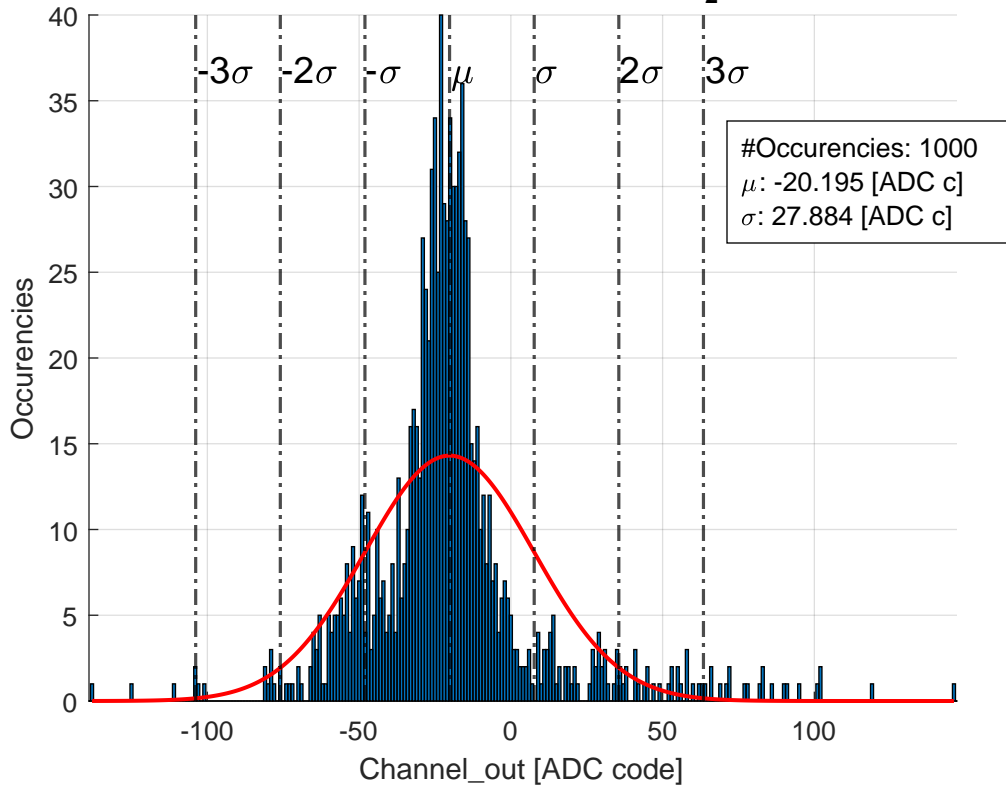 2
40
35
30
25
20
15
10
5
0
Occurencies
-3σ -2σ -σ μ σ 2σ 3σ
#Occurencies: 1000
μ: -20.195 [ADC c]
σ: 27.884 [ADC c]
-100 -50 0 50 100
Channel_out [ADC code]